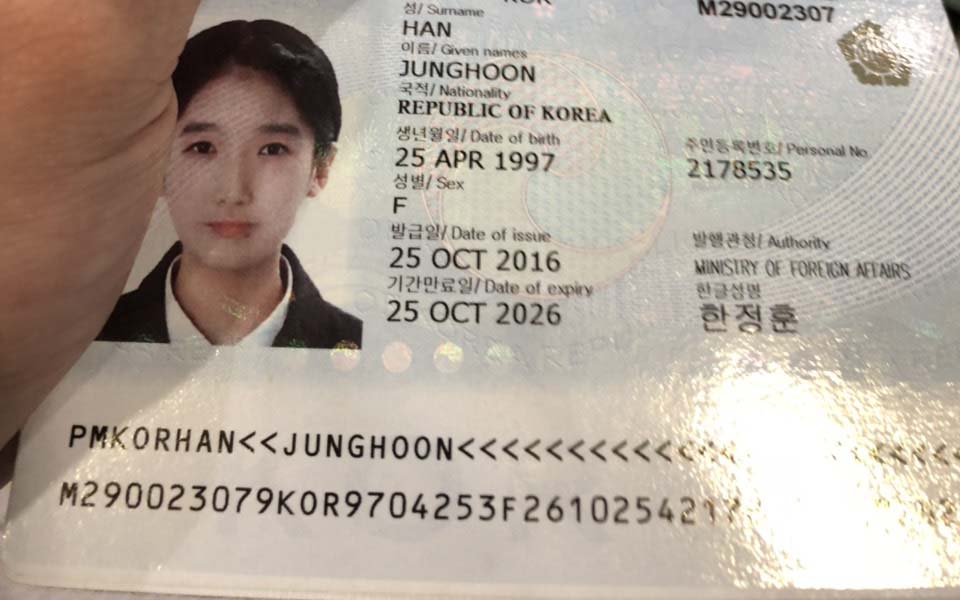 성/ Surname
M29002307
HAN
이름/ Given names
JUNGHOON
국적/ Nationality
REPUBLIC OF KOREA
생년월일/ Date of birth
주민등록번호/ Personal No.
25 APR 1997
2178535
성별/ Sex
F
발급일/ Date of issue
발행관청/ Authority
25 OCT 2016
MINISTRY OF FOREIGN AFFAIRS
기간만료일/ Date of expiry
한글성명
25 OCT 2026
한정훈
PMKORHAN<<JUNGHOON<<<<<<<<<<<<<<
M290023079KOR9704253F2610254217